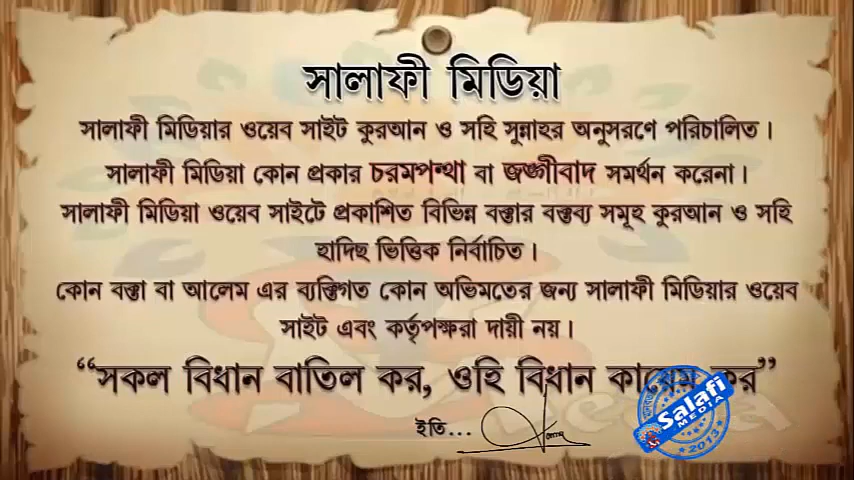 সালাফী মিডিয়া
সালাফী মিডিয়ার ওয়েব সাইট কুরআন ও সহি সুন্নাহর অনুসরণে পরিচালিত।
সালাফী মিডিয়া কোন প্রকার চরমপন্থা বা জঙ্গীবাদ সমর্থন করেনা।
সালাফী মিডিয়া ওয়েব সাইটে প্রকাশিত বিভিন্ন বক্তার বক্তব্য সমূহ কুরআন ও সহি
হাদিছ ভিত্তিক নির্বাচিত।
কোন বক্তা বা আলেম এর ব্যক্তিগত কোন অভিমতের জন্য সালাফী মিডিয়ার ওয়েব
সাইট এবং কর্তৃপক্ষরা দায়ী নয়।
“সকল বিধান বাতিল কর, ওহি বিধান কায়েম কর”
ইতি...
Salafi
MEDIA
2013